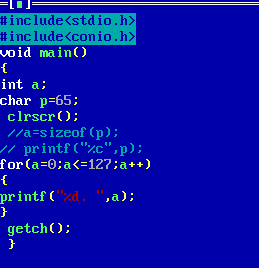 #include<stdio.h>
#include<conio.h>
void main()
{
int a;
char p=65;
clrscr();
//a=sizeof(p);
// printf("%c",p);
for(a=0;a<=127;a++)
{
printf("%d. ",a);
}
getch();
}